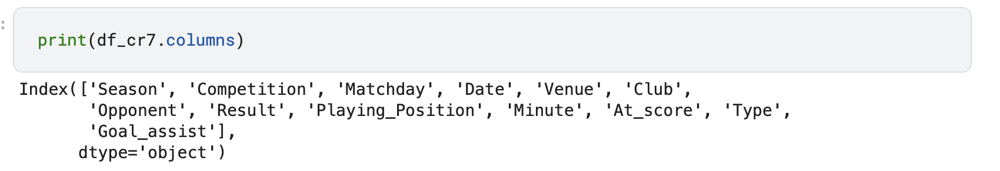 :
print(df_cr7.columns)
Index(['Season', 'Competition', 'Matchday', 'Date', 'Venue', 'Club',
'Opponent', 'Result', 'Playing_Position', 'Minute', 'At_score', 'Type',
'Goal_assist'],
dtype='object')